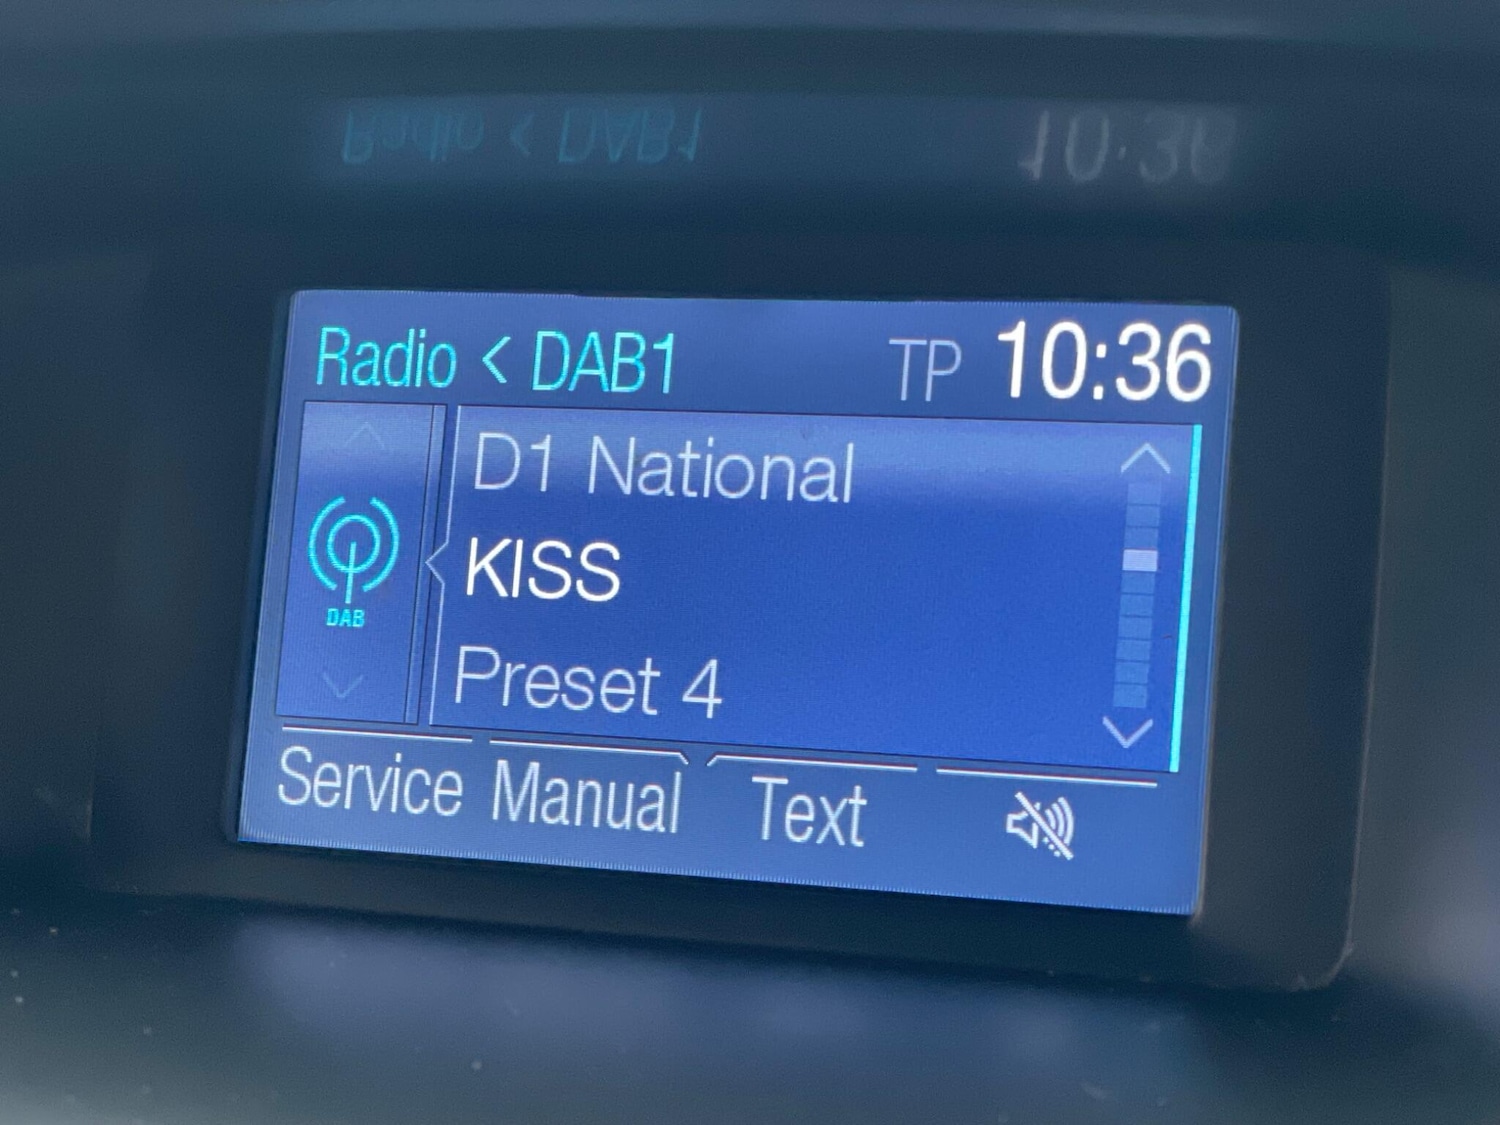 Radio < DAB1 TP 10:36
D1 National
DAB
KISS
Preset 4
Service Manual Text